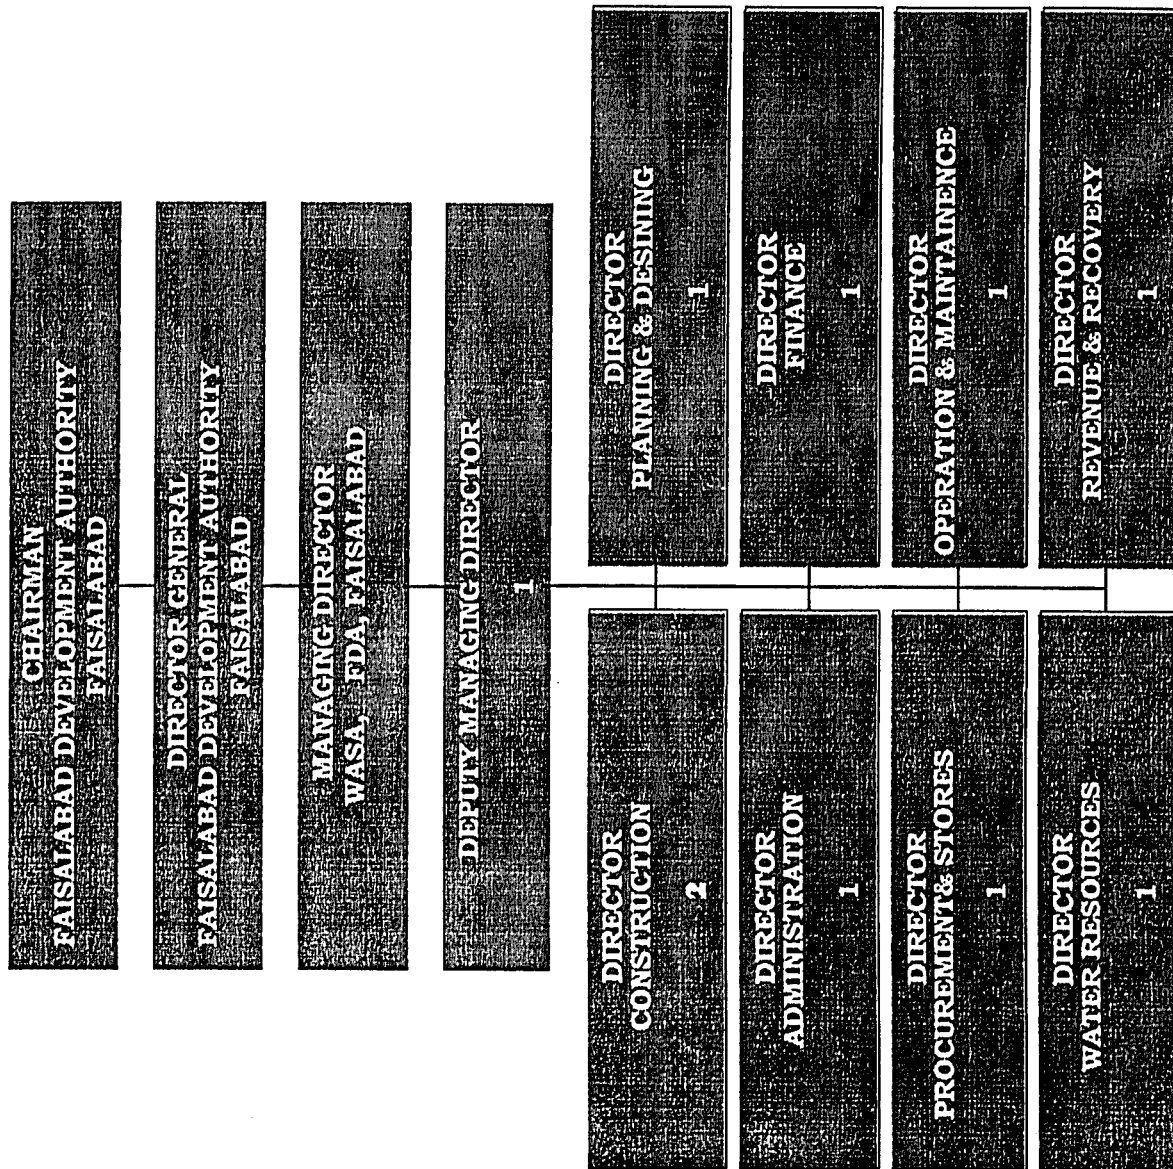 CHAIRMAN
FAISALABAD DEVELOPMENT AUTHORITY
FAISALABAD
DIRECTOR GENERAL
FAISALABAD DEVELOPMENT AUTHORITY
FAISALABAD
MANAGING DIRECTOR
WASA, FDA, FAISALABAD
DEPUTY MANAGING DIRECTOR
1
DIRECTOR
CONSTRUCTION
2
DIRECTOR
PLANNING & DESINING
1
DIRECTOR
ADMINISTRATION
1
DIRECTOR
FINANCE
1
DIRECTOR
PROCUREMENT& STORES
1
DIRECTOR
OPERATION & MAINTAINENCE
1
DIRECTOR
WATER RESOURCES
1
DIRECTOR
REVENUE & RECOVERY
1